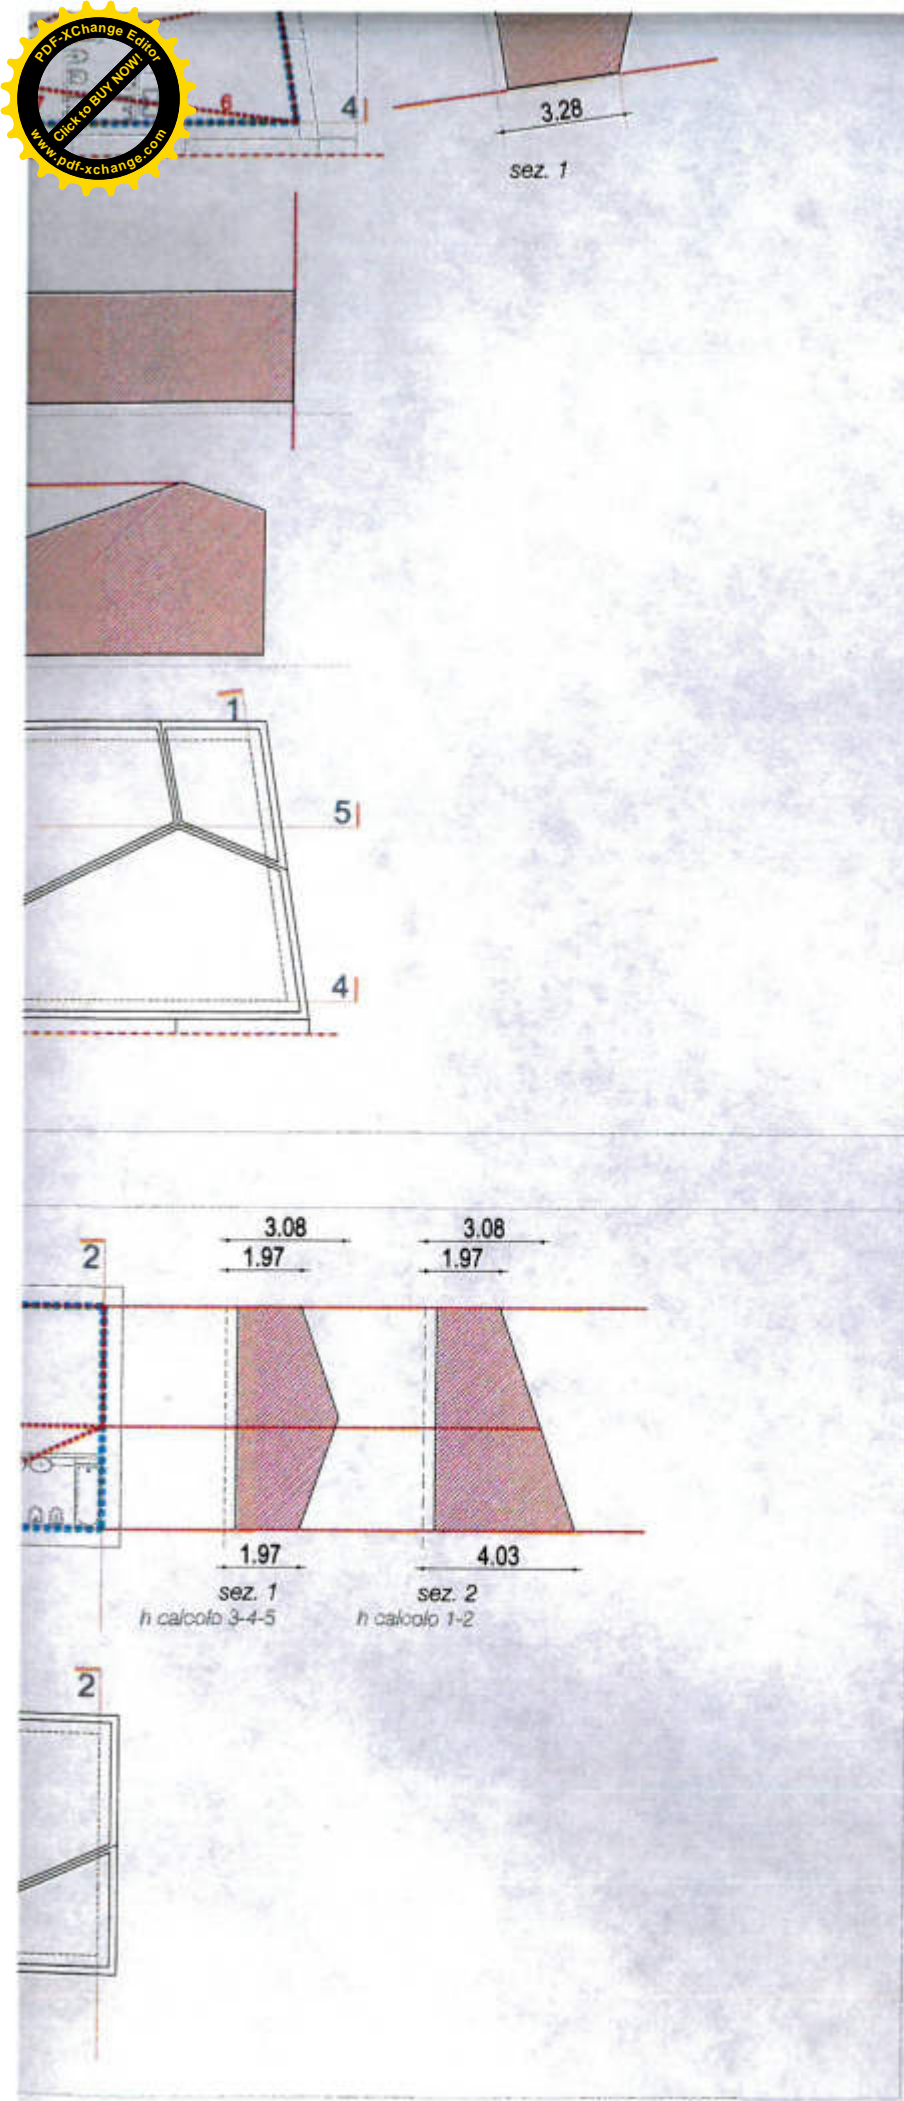 PDF-XChange Editor
Click to BUY NOW!
www.pdf-xchange.com
6
4
3.28
sez. 1
1
5
4
3.08 3.08
2 1.97 1.97
1.97 4.03
sez. 1 sez. 2
h calcolo 3-4-5 h calcolo 1-2
2